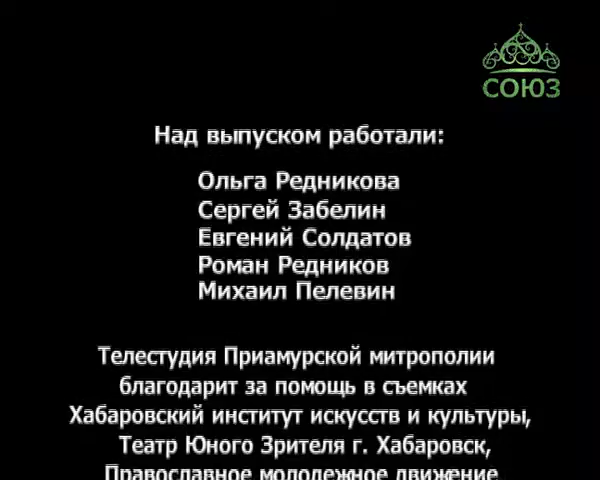 СОЮЗ
Над выпуском работали:
Ольга Редникова
Сергей Забелин
Евгений Солдатов
Роман Редников
Михаил Пелевин
Телестудия Приамурской митрополии
благодарит за помощь в съемках
Хабаровский институт искусств и культуры,
Театр Юного Зрителя г. Хабаровск,
Православное молодежное движение